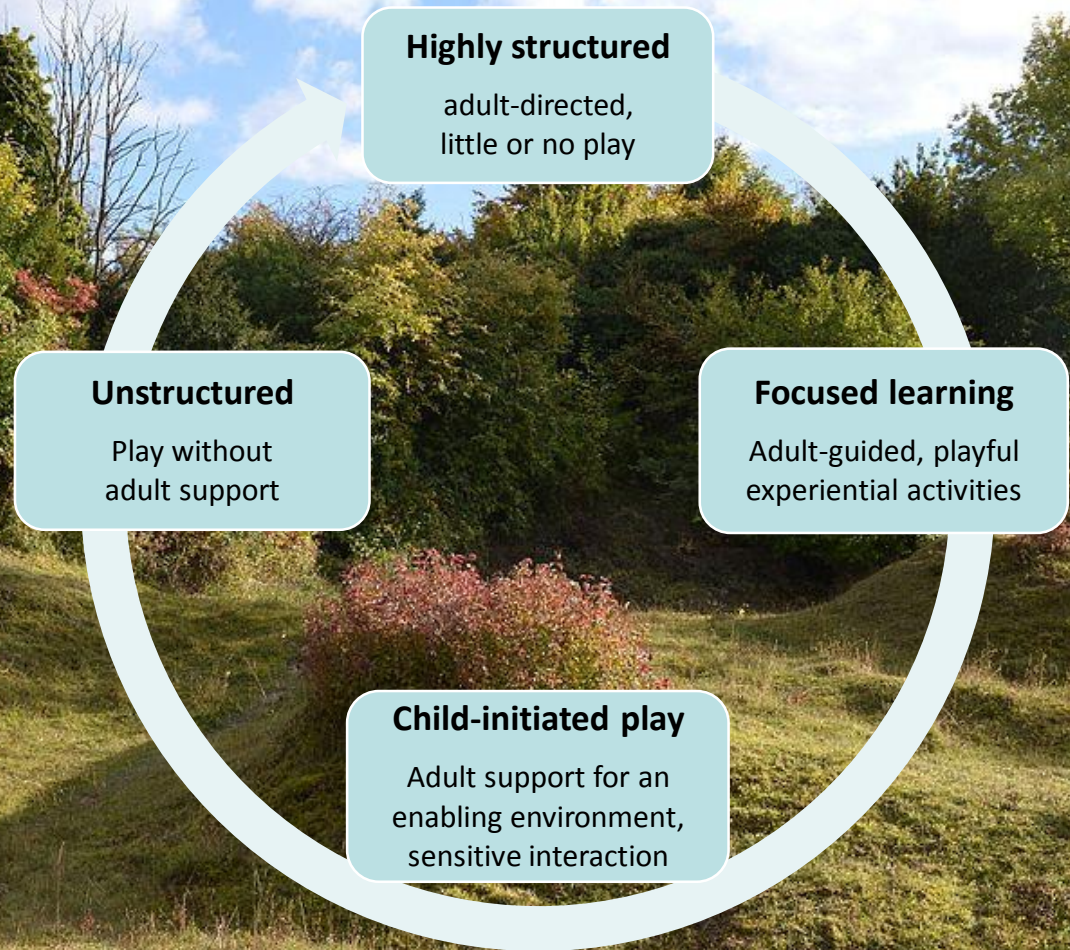 Highly structured
adult-directed,
little or no play
Focused learning
Adult-guided, playful
experiential activities
Child-initiated play
Adult support for an
enabling environment,
sensitive interaction
Unstructured
Play without
adult support